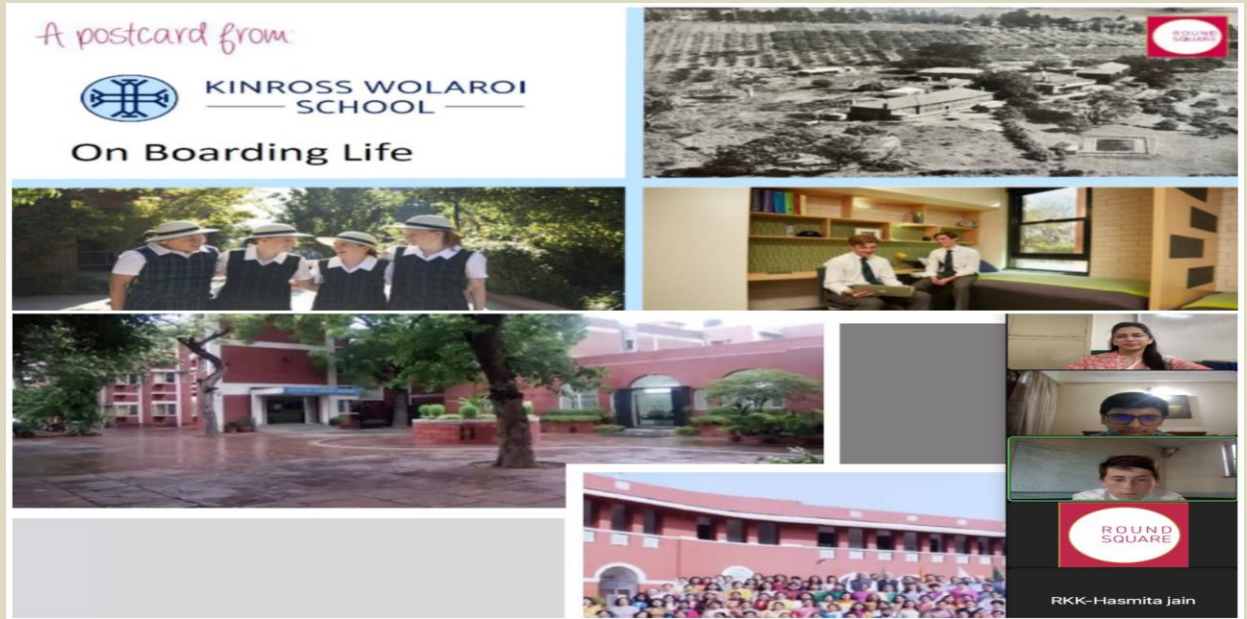 A postcard from:
KINROSS WOLAROI
SCHOOL
On Boarding Life
ROUND
SQUARE
ROUND
SQUARE
RKK-Hasmita jain